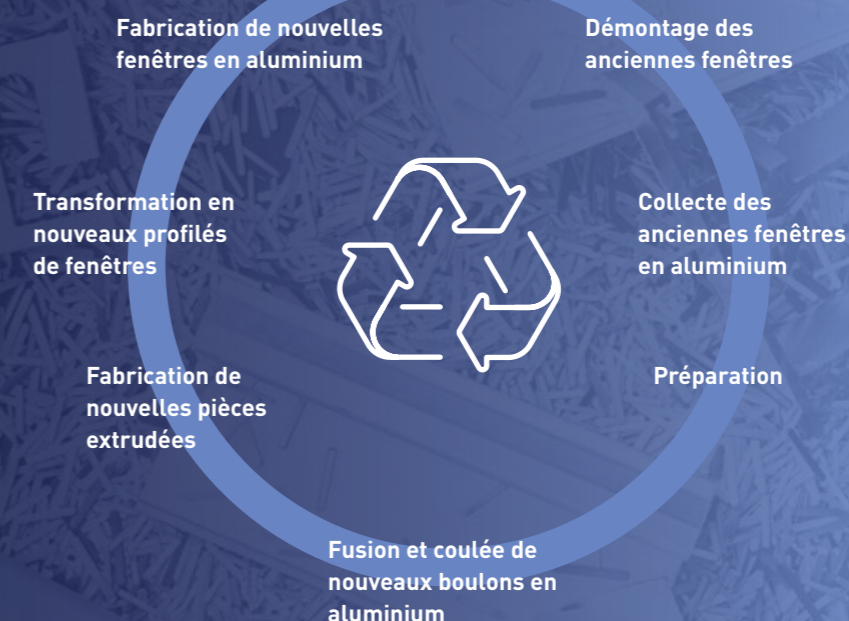 Fabrication de nouvelles
fenêtres en aluminium
Démontage des
anciennes fenêtres
Transformation en
nouveaux profilés
de fenêtres
Collecte des
anciennes fenêtres
en aluminium
Fabrication de
nouvelles pièces
extrudées
Préparation
Fusion et coulée de
nouveaux boulons en
aluminium